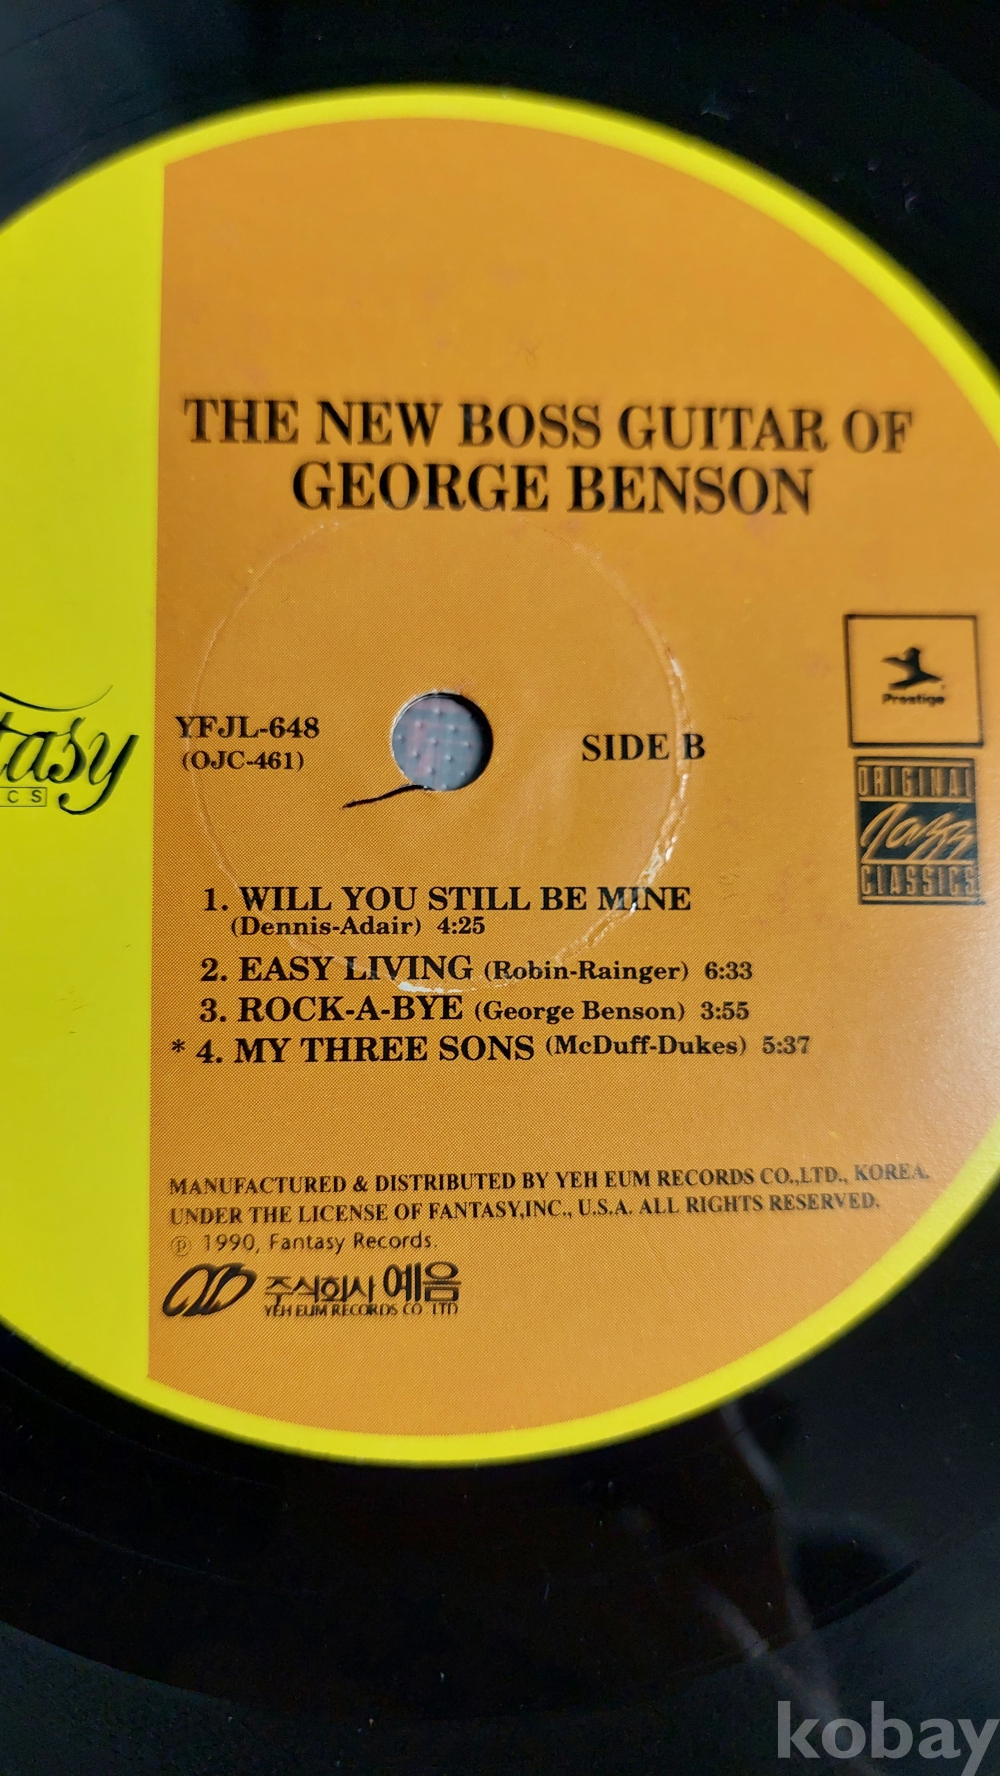 THE NEW BOSS GUITAR OF
GEORGE BENSON
Prestige
tasy
CS
YFJL-648
(OJC-461)
SIDE B
ORIGINAL
Jazz
CLASSICS
1. WILL YOU STILL BE MINE
(Dennis-Adair) 4:25
2. EASY LIVING (Robin-Rainger) 6:33
3. ROCK-A-BYE (George Benson) 3:55
* 4. MY THREE SONS (McDuff-Dukes) 5:37
MANUFACTURED & DISTRIBUTED BY YEH EUM RECORDS CO.,LTD., KOREA.
UNDER THE LICENSE OF FANTASY,INC., U.S.A. ALL RIGHTS RESERVED.
℗ 1990, Fantasy Records.
주식회사 예음
YEH EUM RECORDS CO LTD
kobay